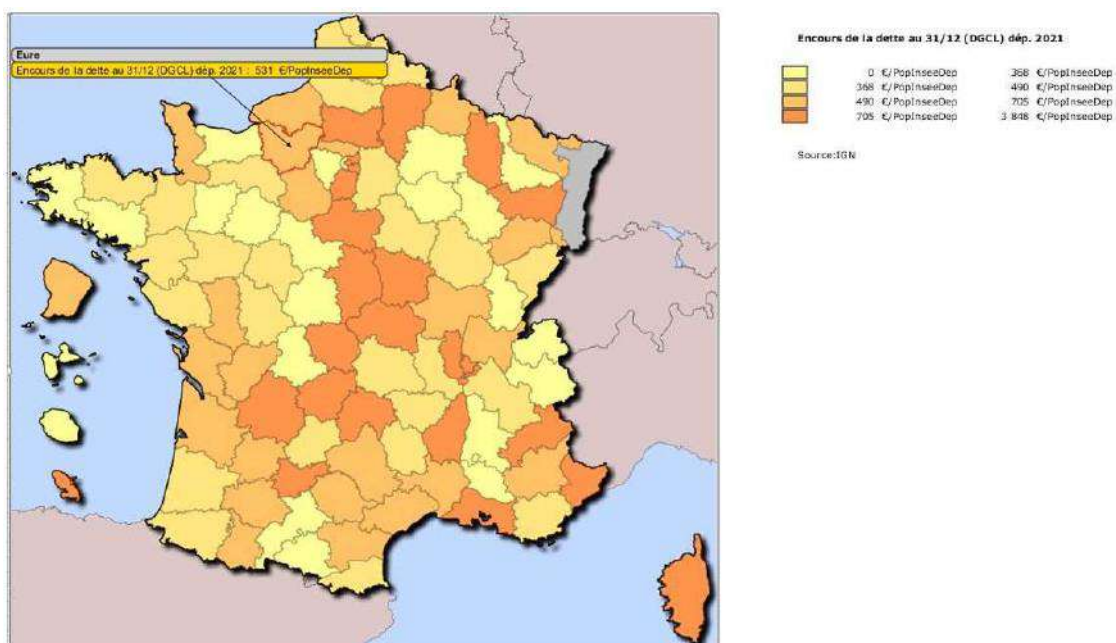 Eure
Encours de la dette au 31/12 (DGCL) dép. 2021 : 531 €/PopInseeDep
Encours de la dette au 31/12 (DGCL) dép. 2021
0 €/PopInseeDep 368 €/PopInseeDep
368 €/PopInseeDep 490 €/PopInseeDep
490 €/PopInseeDep 705 €/PopInseeDep
705 €/PopInseeDep 3 848 €/PopInseeDep
Source:IGN